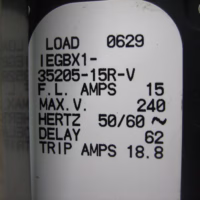 LOAD 0629
IEGBX1-
35205-15R-V
F.L. AMPS 15
MAX.V. 240
HERTZ 50/60 ~
DELAY 62
TRIP AMPS 18.8